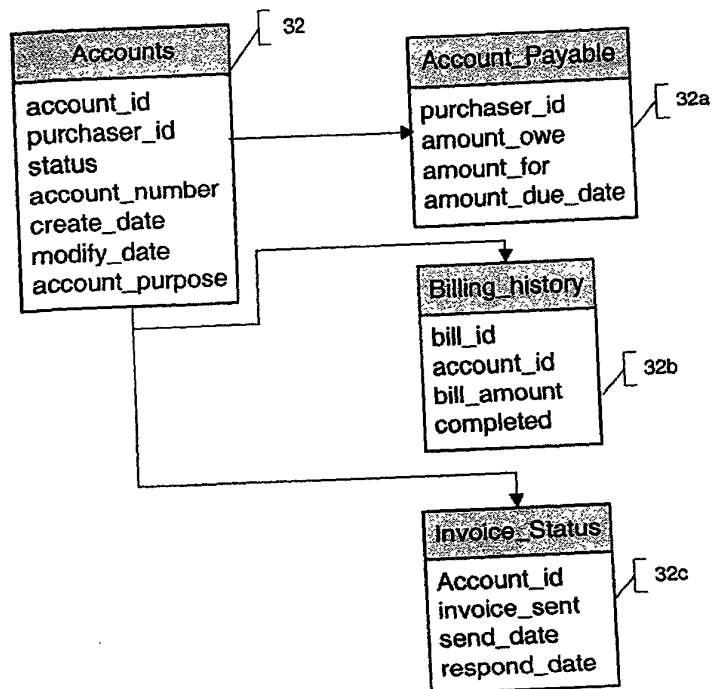 Accounts
32
account_id
purchaser_id
status
account_number
create_date
modify_date
account_purpose
Account_Payable
32a
purchaser_id
amount_owe
amount_for
amount_due_date
Billing_history
bill_id
account_id
bill_amount
completed
32b
Invoice_Status
Account_id
invoice_sent
send_date
respond_date
32c